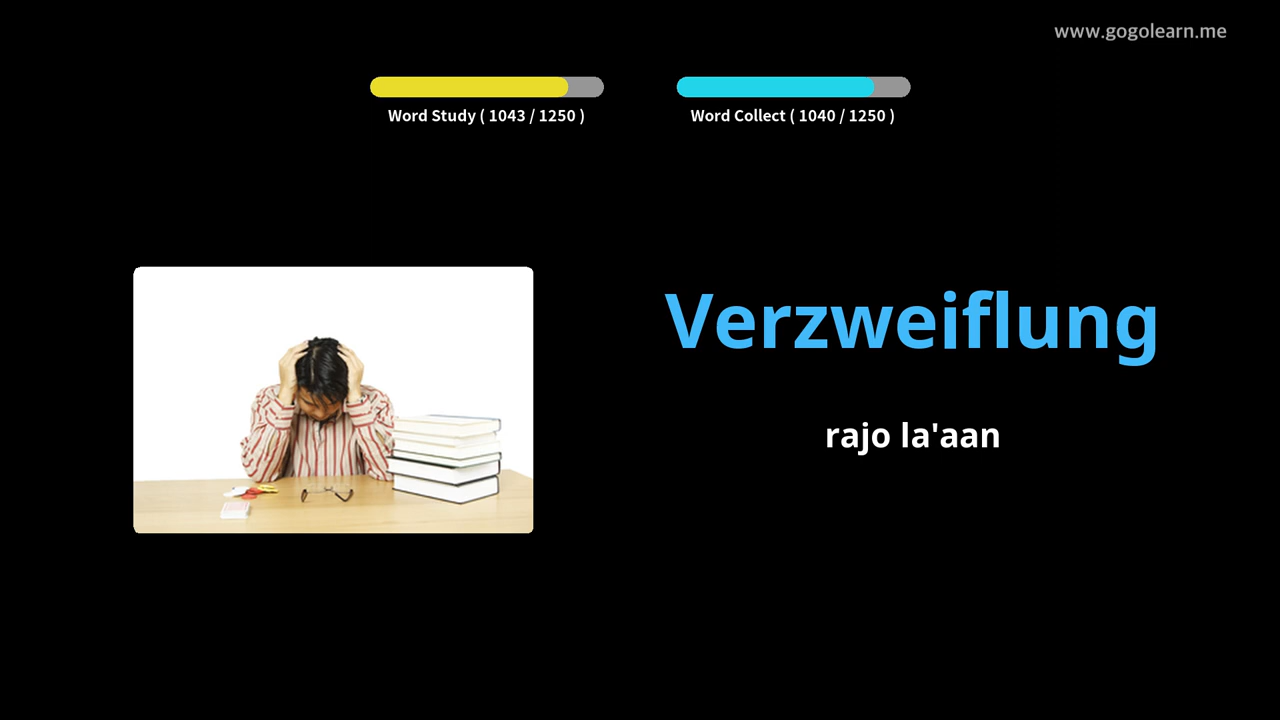 www.gogolearn.me
Word Study ( 1043 / 1250 )
Word Collect ( 1040 / 1250 )
Verzweiflung
rajo la'aan